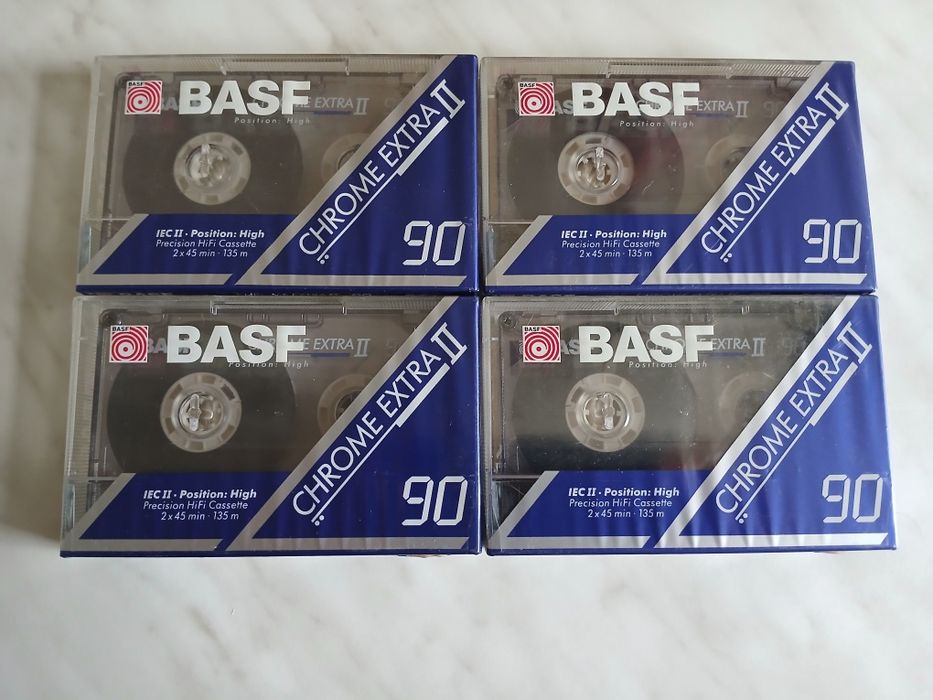 BASF
BASF
EXTRA II
Position: High
CHROME EXTRA II
IEC II · Position: High
Precision HiFi Cassette
2 x 45 min · 135 m
90
BASF
BASF
EXTRA II
Position: High
CHROME EXTRA II
IEC II · Position: High
Precision HiFi Cassette
2 x 45 min · 135 m
90
BASF
BASF
EXTRA II
Position: High
CHROME EXTRA II
IEC II · Position: High
Precision HiFi Cassette
2 x 45 min · 135 m
90
BASF
BASF
EXTRA II
Position: High
CHROME EXTRA II
IEC II · Position: High
Precision HiFi Cassette
2 x 45 min · 135 m
90